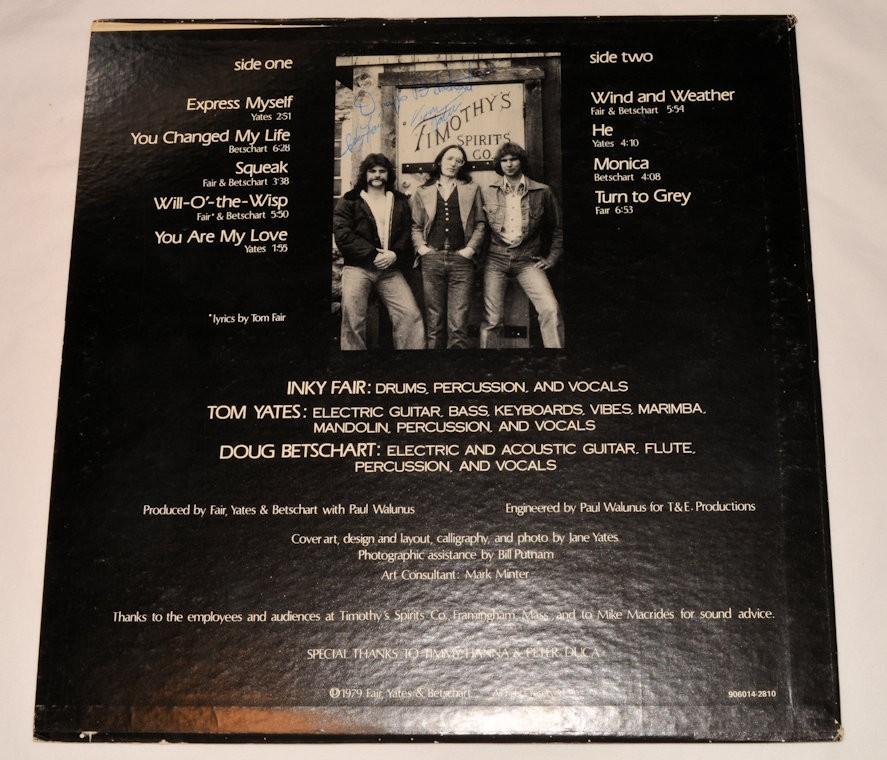 side one
Express Myself
Yates 2:51
You Changed My Life
Betschart 6:28
Squeak
Fair & Betschart 3:38
Will-O'-the-Wisp
Fair* & Betschart 5:50
You Are My Love
Yates 1:55
*lyrics by Tom Fair
TIMOTHY'S
SPIRITS
CO.
side two
Wind and Weather
Fair & Betschart 5:54
He
Yates 4:10
Monica
Betschart 4:08
Turn to Grey
Fair 6:53
INKY FAIR: DRUMS, PERCUSSION, AND VOCALS
TOM YATES: ELECTRIC GUITAR, BASS, KEYBOARDS, VIBES, MARIMBA,
MANDOLIN, PERCUSSION, AND VOCALS
DOUG BETSCHART: ELECTRIC AND ACOUSTIC GUITAR, FLUTE,
PERCUSSION, AND VOCALS
Produced by Fair, Yates & Betschart with Paul Walunus
Engineered by Paul Walunus for T&E. Productions
Cover art, design and layout, calligraphy, and photo by Jane Yates
Photographic assistance by Bill Putnam
Art Consultant: Mark Minter
Thanks to the employees and audiences at Timothy's Spirits Co. Framingham, Mass. and to Mike Macrides for sound advice.
SPECIAL THANKS TO TIMMY HANNA & PETER DUCA
℗1979 Fair, Yates & Betschart All rights reserved
906014-2810